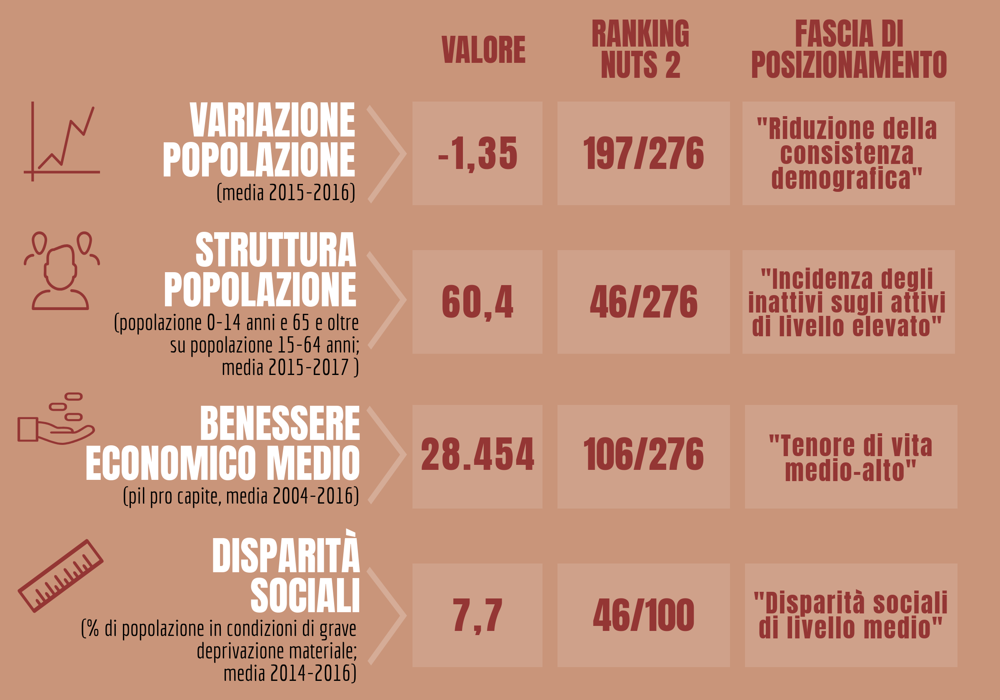 VALORE
RANKING
NUTS 2
FASCIA DI
POSIZIONAMENTO
VARIAZIONE
POPOLAZIONE
(media 2015-2016)
-1,35
197/276
"Riduzione della
consistenza
demografica"
STRUTTURA
POPOLAZIONE
(popolazione 0-14 anni e 65 e oltre
su popolazione 15-64 anni;
media 2015-2017 )
60,4
46/276
"Incidenza degli
inattivi sugli attivi
di livello elevato"
BENESSERE
ECONOMICO MEDIO
(pil pro capite, media 2004-2016)
28.454
106/276
"Tenore di vita
medio-alto"
DISPARITÀ
SOCIALI
(% di popolazione in condizioni di grave
deprivazione materiale;
media 2014-2016)
7,7
46/100
"Disparità sociali
di livello medio"